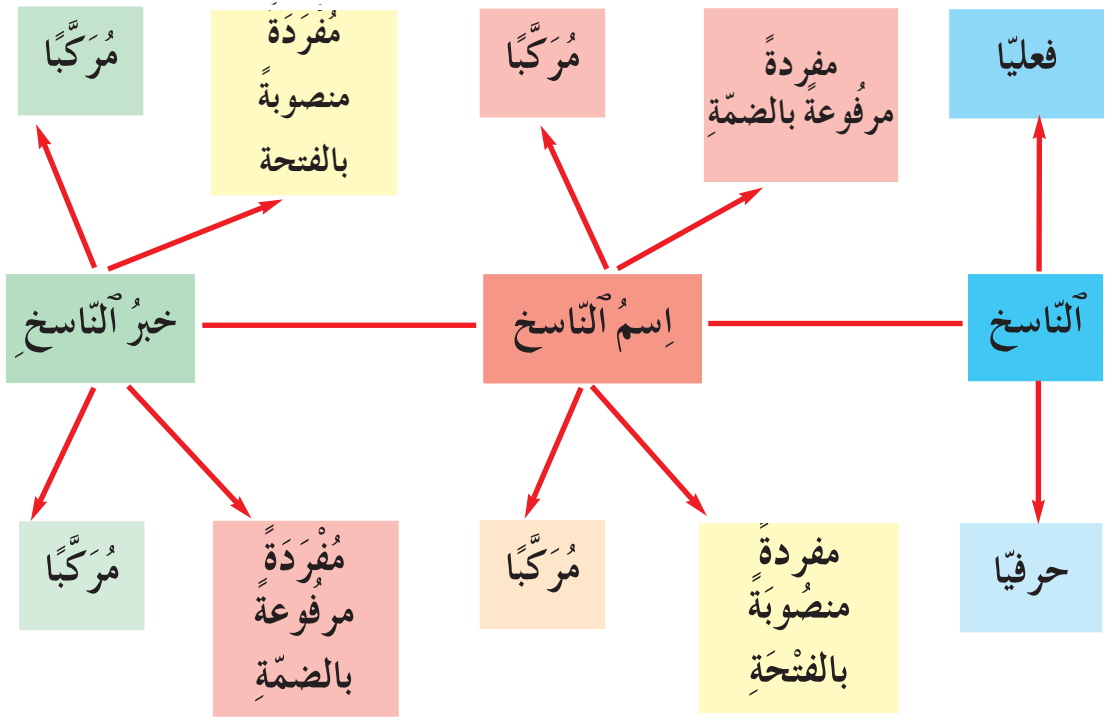 فعليّا
مفردةً
مرفُوعةً بالضمّةِ
مُرَكَّبًا
مُفْرَدَةً
منصوبةً
بالفتحة
مُرَكَّبًا
ٱلنّاسخ
اِسمُ ٱلنّاسخ
خبرُ ٱلنّاسخِ
حرفيّا
مفردةً
منصُوبَةً
بالفتْحَةِ
مُرَكَّبًا
مُفْرَدَةً
مرفُوعةً
بالضمّةِ
مُرَكَّبًا